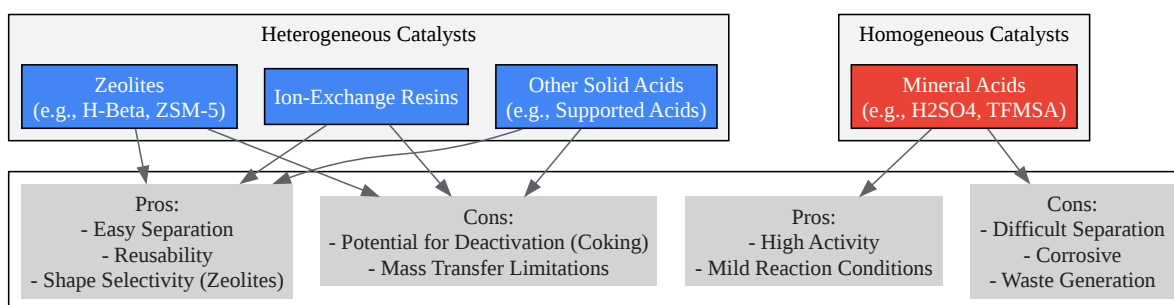 Heterogeneous Catalysts
Homogeneous Catalysts
Zeolites
(e.g., H-Beta, ZSM-5)
Ion-Exchange Resins
Other Solid Acids
(e.g., Supported Acids)
Mineral Acids
(e.g., H2SO4, TFMSA)
Pros:
- Easy Separation
- Reusability
- Shape Selectivity (Zeolites)
Cons:
- Potential for Deactivation (Coking)
- Mass Transfer Limitations
Pros:
- High Activity
- Mild Reaction Conditions
Cons:
- Difficult Separation
- Corrosive
- Waste Generation